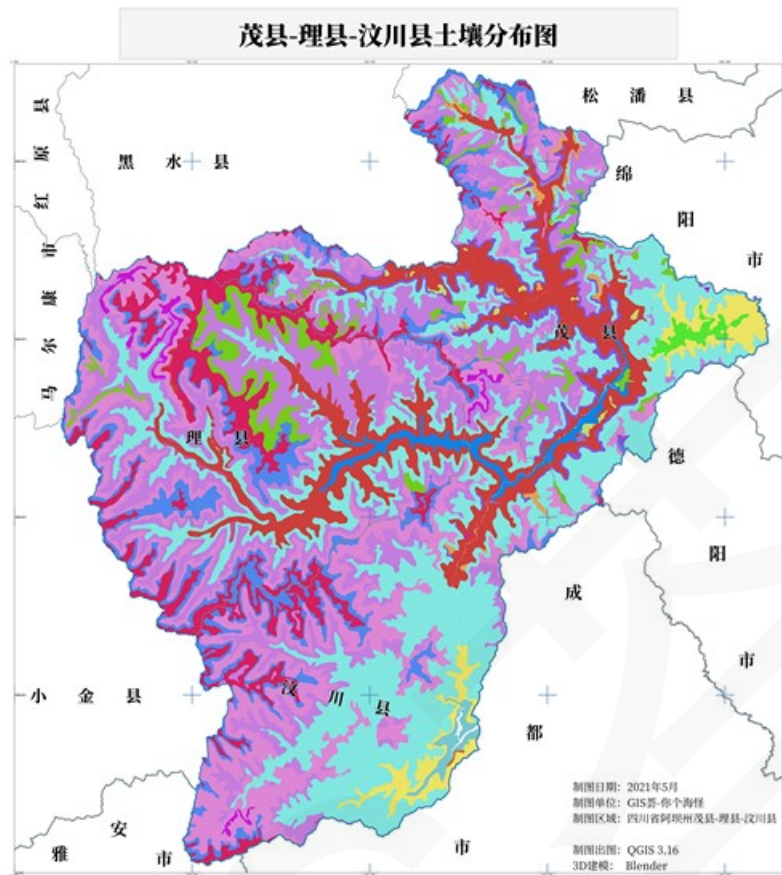 茂县-理县-汶川县土壤分布图
松潘县
黑水县
红原县
绵阳市
马尔康市
茂县
理县
德阳市
成都市
小金县
汶川县
雅安市
制图日期：2021年5月
制图单位：GIS荟-你个海怪
制图区域：四川省阿坝州茂县-理县-汶川县
制图出图：QGIS 3.16
3D建模：Blender